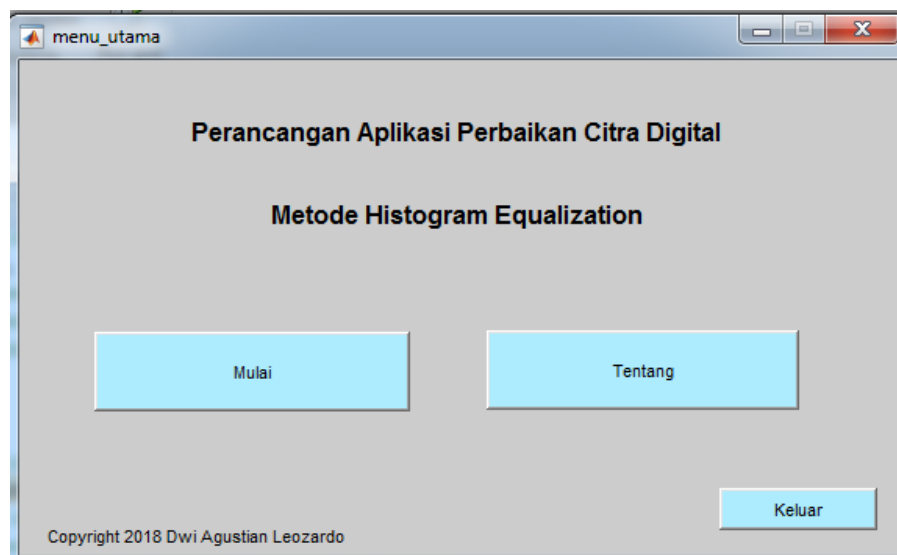 menu_utama
Perancangan Aplikasi Perbaikan Citra Digital
Metode Histogram Equalization
Mulai
Tentang
Keluar
Copyright 2018 Dwi Agustian Leozardo